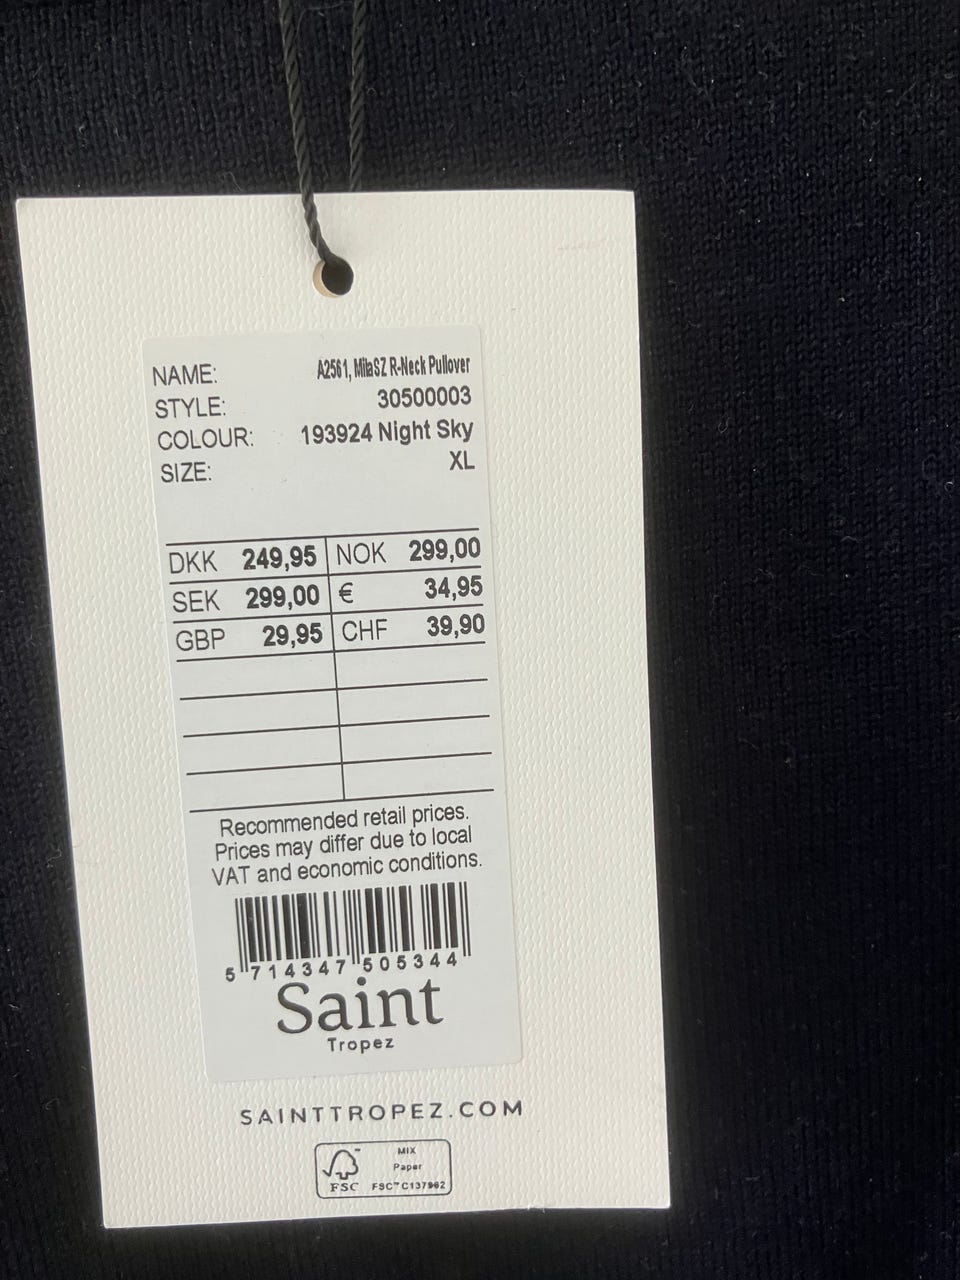 NAME: A2561, MilaSZ R-Neck Pullover
STYLE: 30500003
COLOUR: 193924 Night Sky
SIZE: XL
DKK 249,95 NOK 299,00
SEK 299,00 € 34,95
GBP 29,95 CHF 39,90
Recommended retail prices.
Prices may differ due to local
VAT and economic conditions.
5 714347 505344
Saint
Tropez
SAINTTROPEZ.COM
MIX
Paper
FSC FSC™ C137962